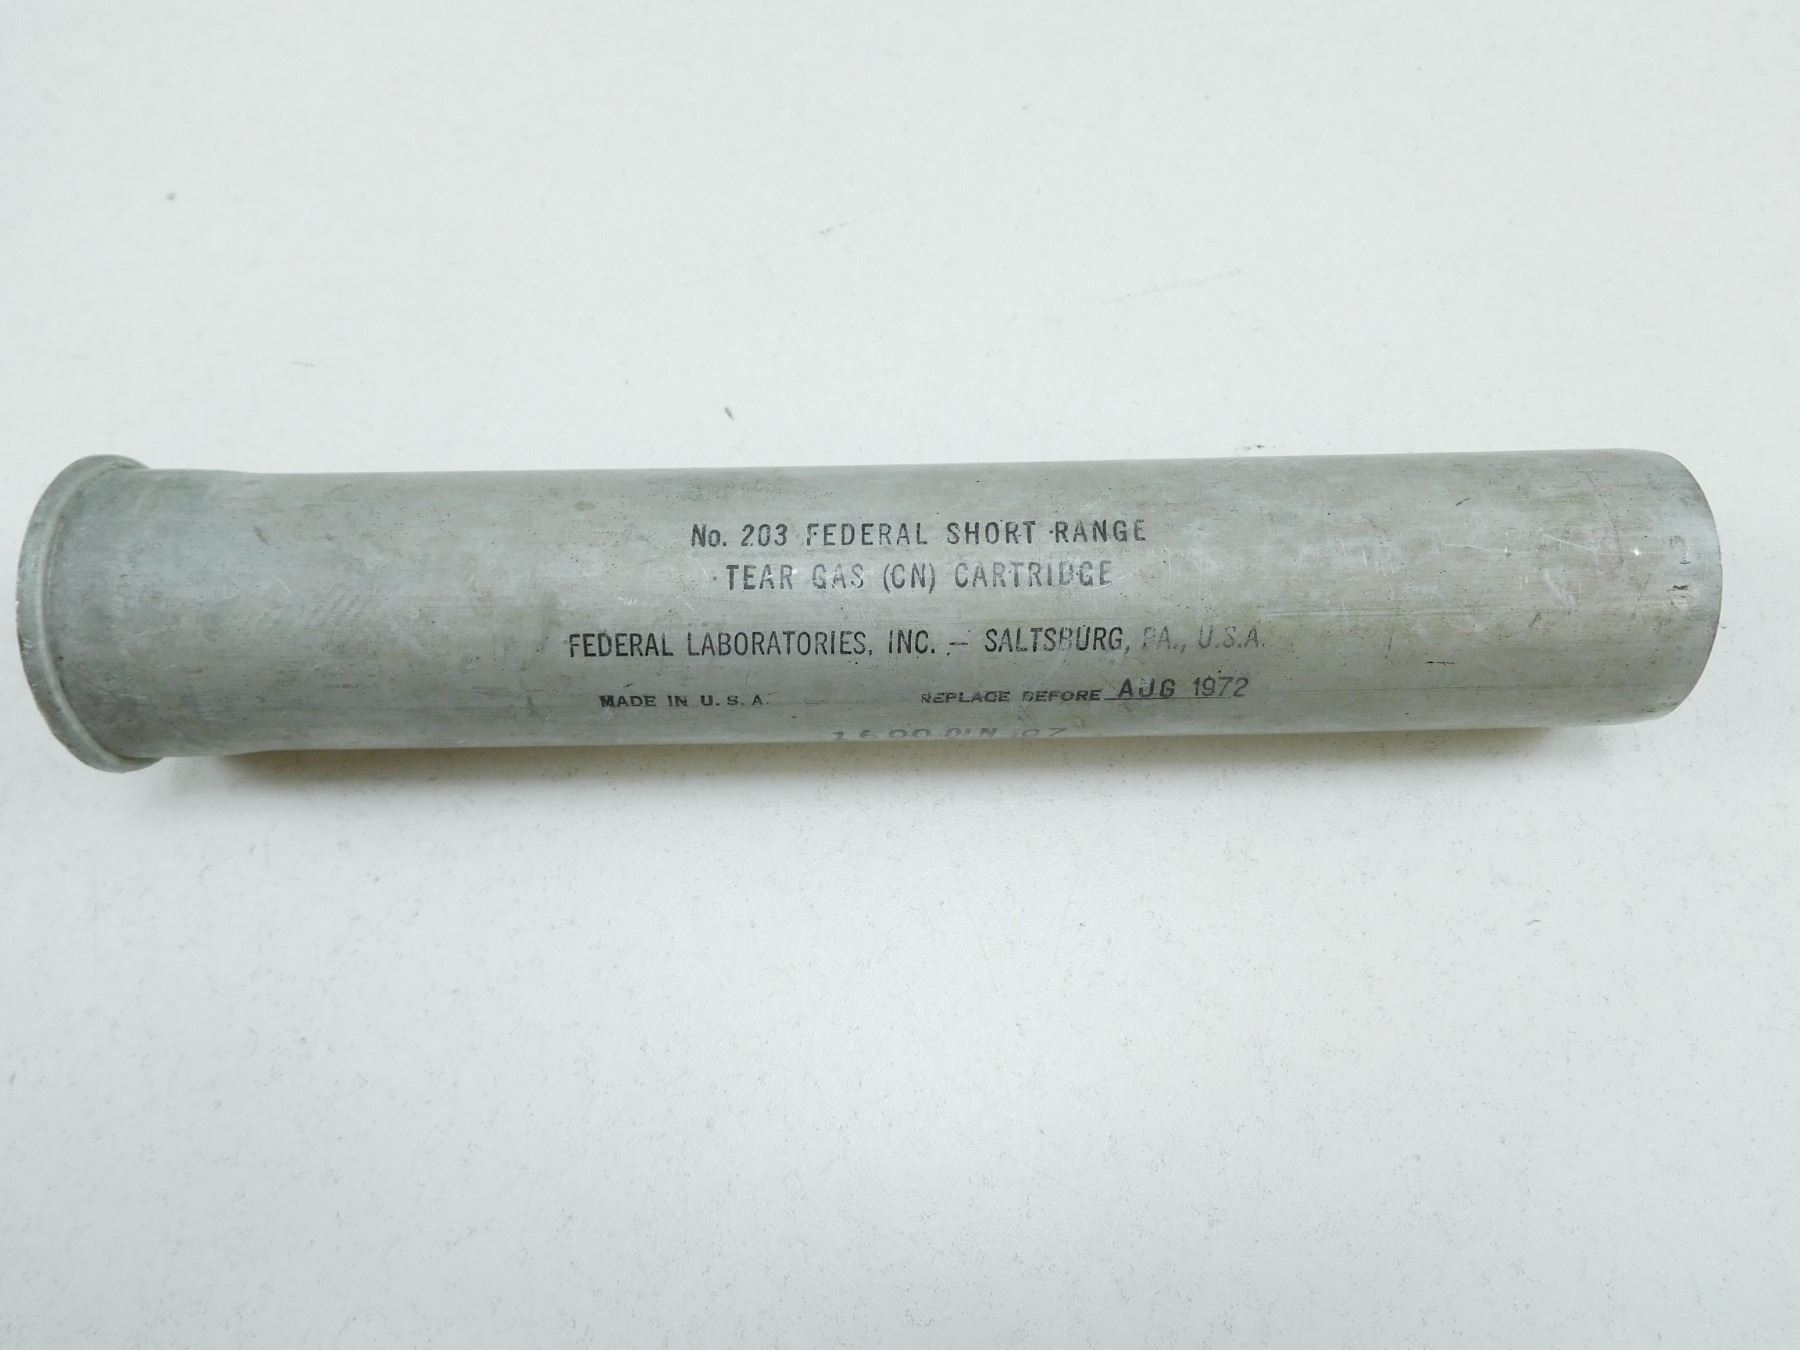 No. 203 FEDERAL SHORT RANGE
TEAR GAS (CN) CARTRIDGE
FEDERAL LABORATORIES, INC. — SALTSBURG, PA., U.S.A.
MADE IN U. S. A. REPLACE BEFORE AUG 1972